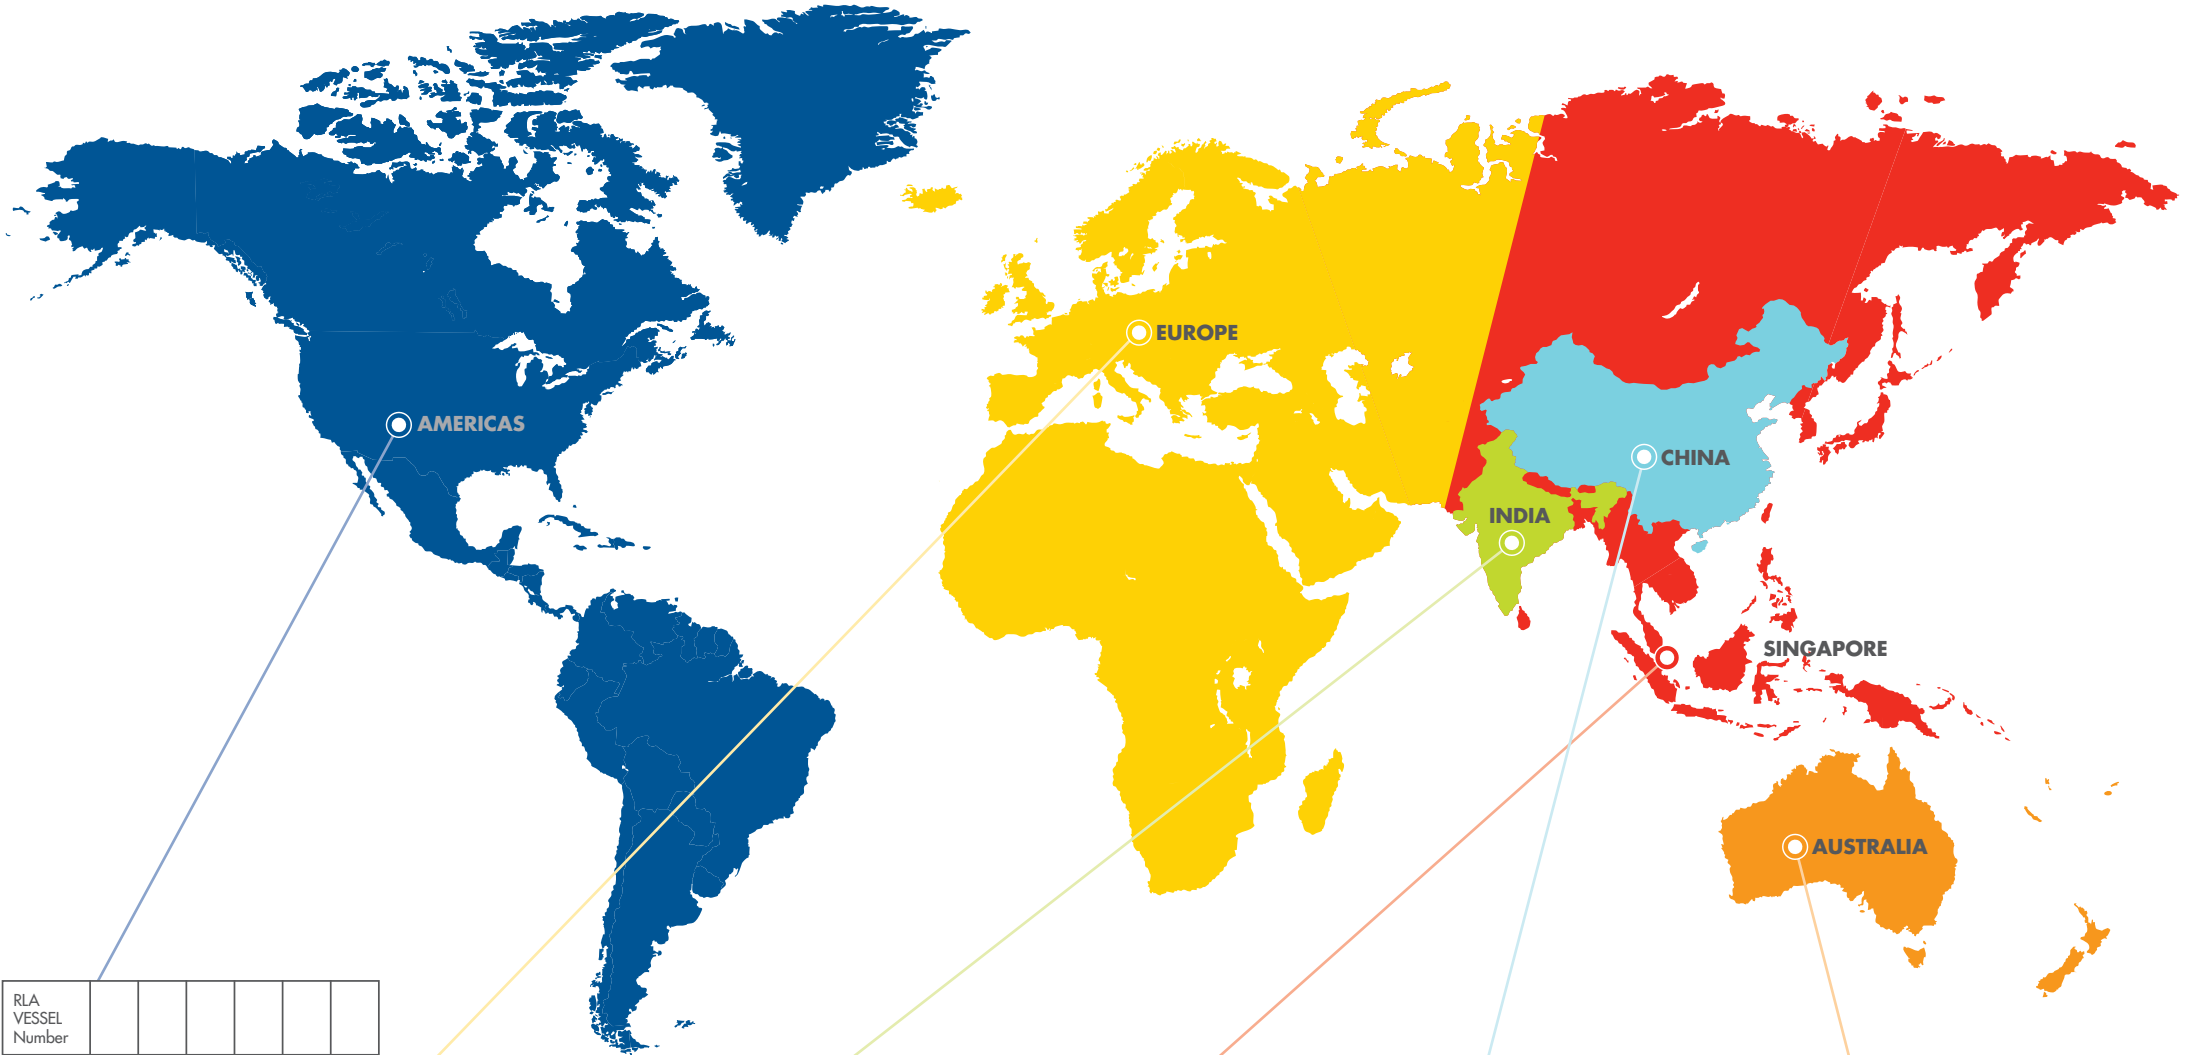 EUROPE
AMERICAS
CHINA
INDIA
SINGAPORE
AUSTRALIA
RLA
VESSEL
Number